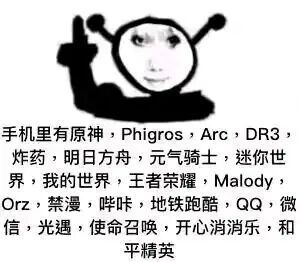 手机里有原神，Phigros，Arc，DR3，
炸药，明日方舟，元气骑士，迷你世
界，我的世界，王者荣耀，Malody，
Orz，禁漫，哔咔，地铁跑酷，QQ，微
信，光遇，使命召唤，开心消消乐，和
平精英